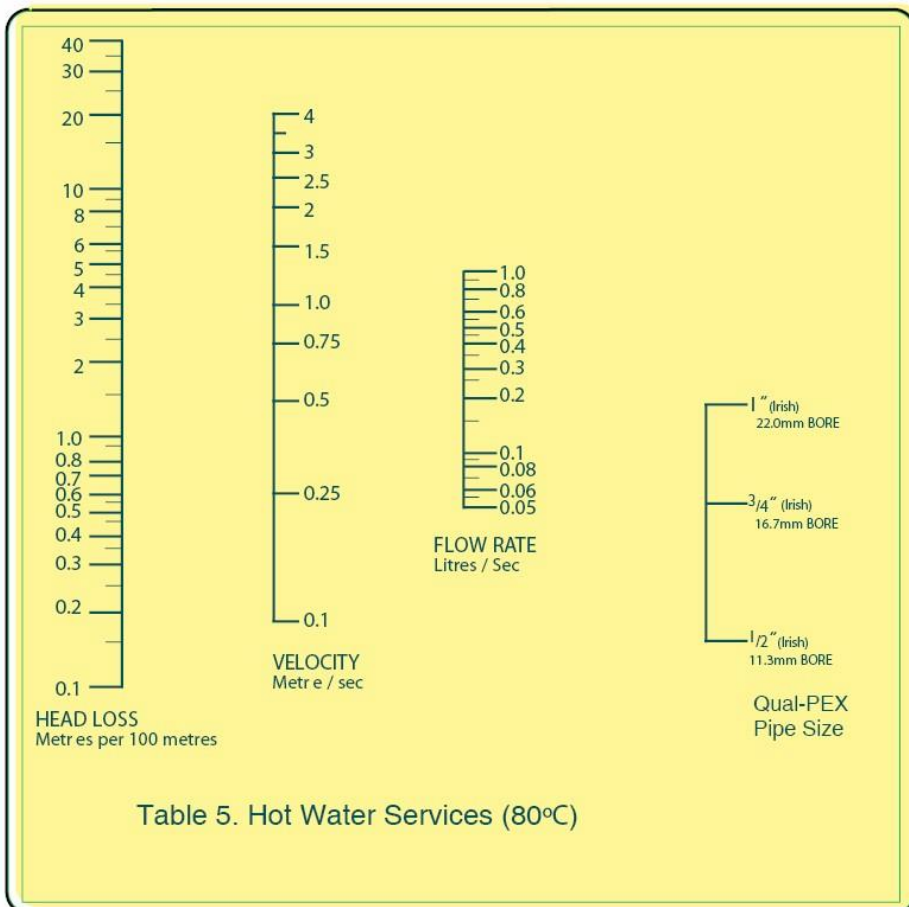 40
30
20
10
8
6
5
4
3
2
1.0
0.8
0.7
0.6
0.5
0.4
0.3
0.2
0.1
HEAD LOSS
Metres per 100 metres
4
3
2.5
2
1.5
1.0
0.75
0.5
0.25
0.1
VELOCITY
Metre / sec
1.0
0.8
0.6
0.5
0.4
0.3
0.2
0.1
0.08
0.06
0.05
FLOW RATE
Litres / Sec
1" (Irish)
22.0mm BORE
3/4" (Irish)
16.7mm BORE
1/2" (Irish)
11.3mm BORE
Qual-PEX
Pipe Size
Table 5. Hot Water Services (80ºC)